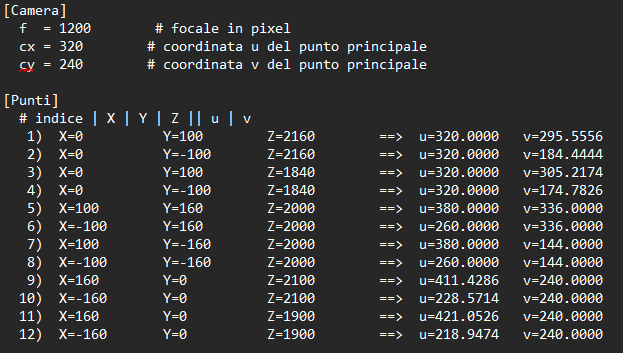 [Camera]
f = 1200 # focale in pixel
cx = 320 # coordinata u del punto principale
cy = 240 # coordinata v del punto principale
[Punti]
# indice | X | Y | Z || u | v
1) X=0 Y=100 Z=2160 ==> u=320.0000 v=295.5556
2) X=0 Y=-100 Z=2160 ==> u=320.0000 v=184.4444
3) X=0 Y=100 Z=1840 ==> u=320.0000 v=305.2174
4) X=0 Y=-100 Z=1840 ==> u=320.0000 v=174.7826
5) X=100 Y=160 Z=2000 ==> u=380.0000 v=336.0000
6) X=-100 Y=160 Z=2000 ==> u=260.0000 v=336.0000
7) X=100 Y=-160 Z=2000 ==> u=380.0000 v=144.0000
8) X=-100 Y=-160 Z=2000 ==> u=260.0000 v=144.0000
9) X=160 Y=0 Z=2100 ==> u=411.4286 v=240.0000
10) X=-160 Y=0 Z=2100 ==> u=228.5714 v=240.0000
11) X=160 Y=0 Z=1900 ==> u=421.0526 v=240.0000
12) X=-160 Y=0 Z=1900 ==> u=218.9474 v=240.0000